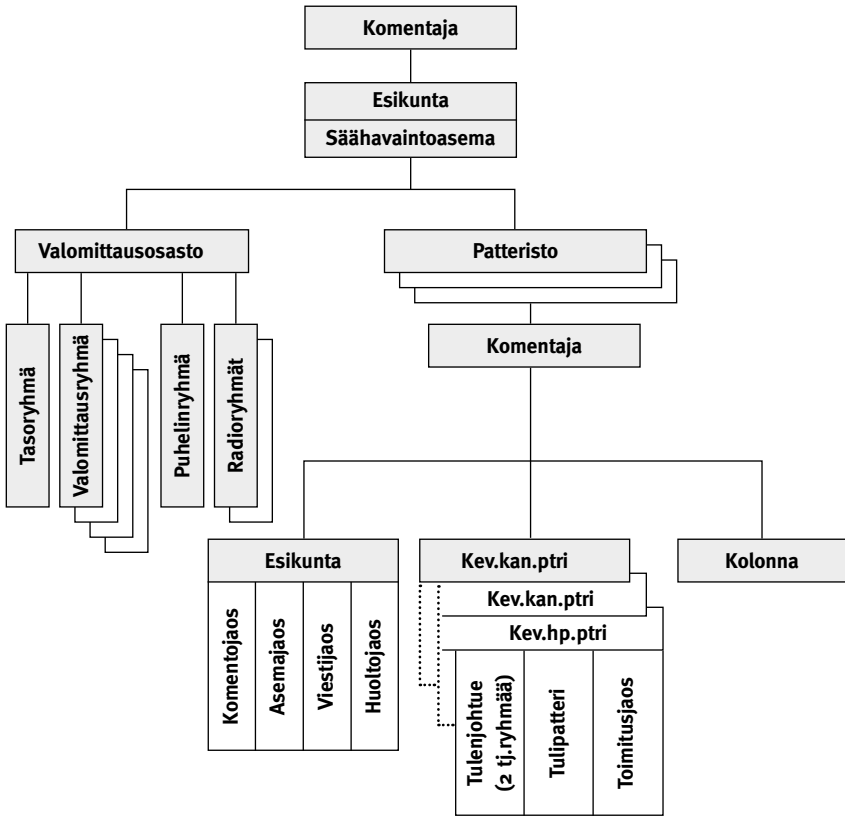 Komentaja
Esikunta
Säähavaintoasema
Valomittausosasto
Patteristo
Tasoryhmä
Valomittausryhmä
Puhelinryhmä
Radioryhmät
Komentaja
Esikunta
Kev.kan.ptri
Kolonna
Kev.kan.ptri
Kev.hp.ptri
Komentojaos
Asemajaos
Viestijaos
Huoltojaos
Tulenjohtue
(2 tj.ryhmää)
Tulipatteri
Toimitusjaos